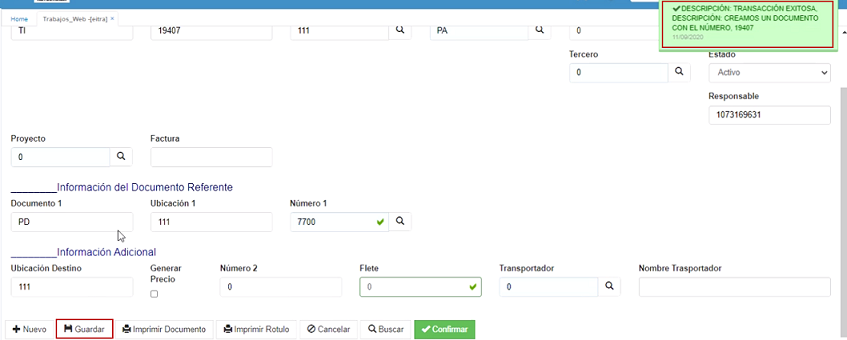 DESCRIPCIÓN: TRANSACCIÓN EXITOSA,
DESCRIPCIÓN: CREAMOS UN DOCUMENTO
CON EL NÚMERO, 19407
11/09/2020
Home Trabajos_Web -[eitra] ×
TI 19407 111 PA 0
Tercero Estado
0 Activo
Responsable
1073169631
Proyecto Factura
0
________Información del Documento Referente
Documento 1 Ubicación 1 Número 1
PD 111 7700
________Información Adicional
Ubicación Destino Generar Precio Número 2 Flete Transportador Nombre Trasportador
111 0 0 0
Nuevo Guardar Imprimir Documento Imprimir Rotulo Cancelar Buscar Confirmar